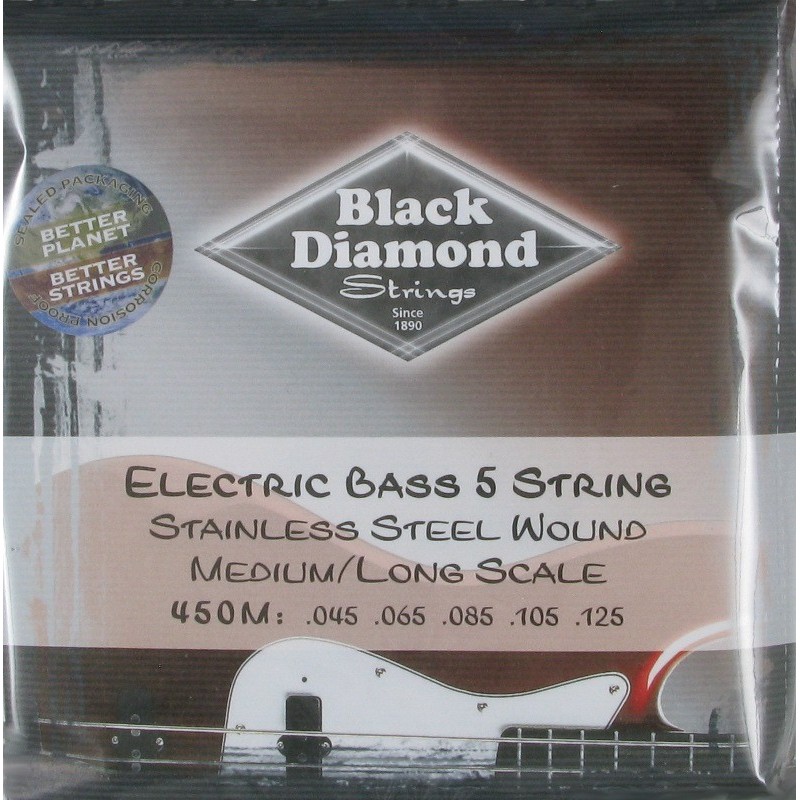 Black
Diamond
Strings
Since
1890
SEALED PACKAGING
BETTER
PLANET
BETTER
STRINGS
CORROSION PROOF
ELECTRIC BASS 5 STRING
STAINLESS STEEL WOUND
MEDIUM/LONG SCALE
450M: .045 .065 .085 .105 .125